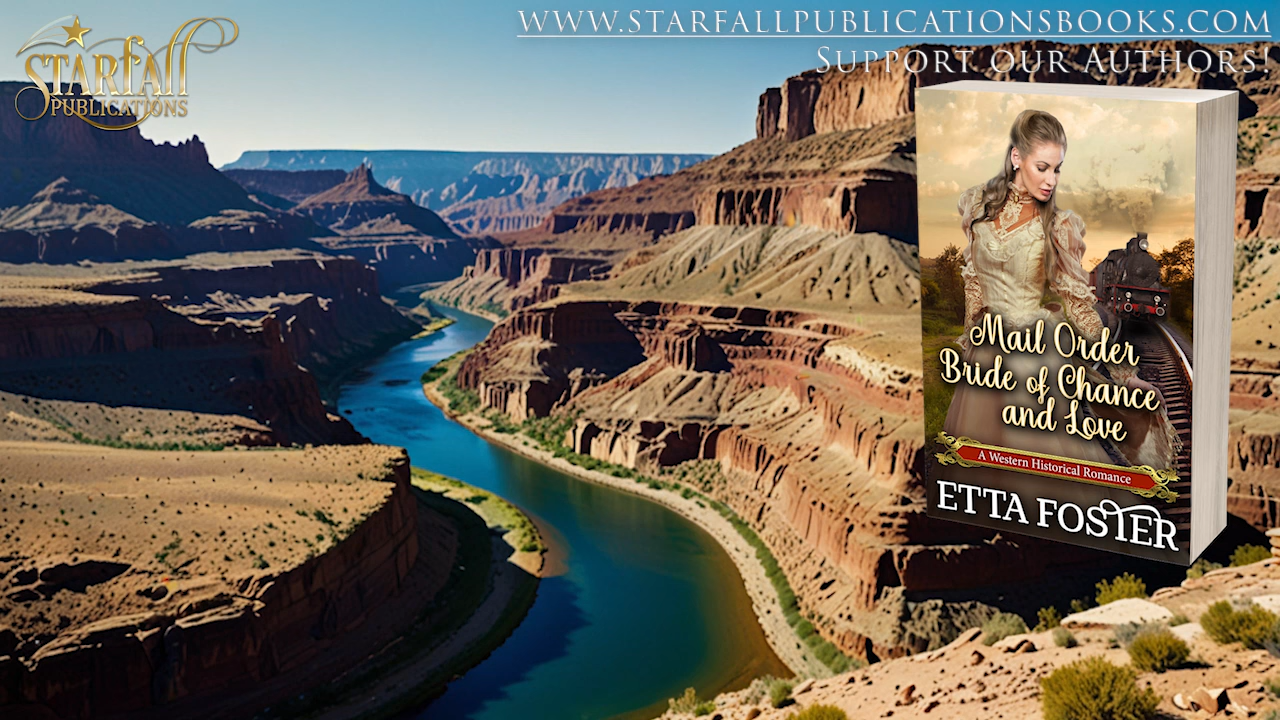 STARfall
PUBLICATIONS
WWW.STARFALLPUBLICATIONSBOOKS.COM
SUPPORT OUR AUTHORS!
Mail Order
Bride of Chance
and Love
A Western Historical Romance
ETTA FOSTER